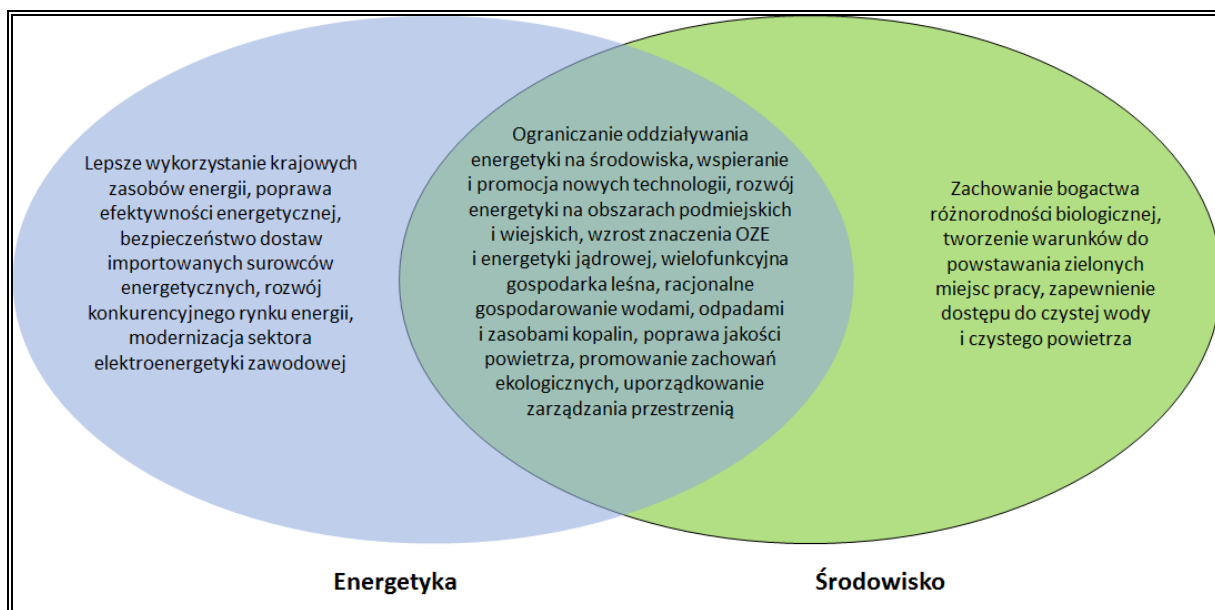 Lepsze wykorzystanie krajowych
zasobów energii, poprawa
efektywności energetycznej,
bezpieczeństwo dostaw
importowanych surowców
energetycznych, rozwój
konkurencyjnego rynku energii,
modernizacja sektora
elektroenergetyki zawodowej
Ograniczanie oddziaływania
energetyki na środowiska, wspieranie
i promocja nowych technologii, rozwój
energetyki na obszarach podmiejskich
i wiejskich, wzrost znaczenia OZE
i energetyki jądrowej, wielofunkcyjna
gospodarka leśna, racjonalne
gospodarowanie wodami, odpadami
i zasobami kopalin, poprawa jakości
powietrza, promowanie zachowań
ekologicznych, uporządkowanie
zarządzania przestrzenią
Zachowanie bogactwa
różnorodności biologicznej,
tworzenie warunków do
powstawania zielonych
miejsc pracy, zapewnienie
dostępu do czystej wody
i czystego powietrza
Energetyka
Środowisko